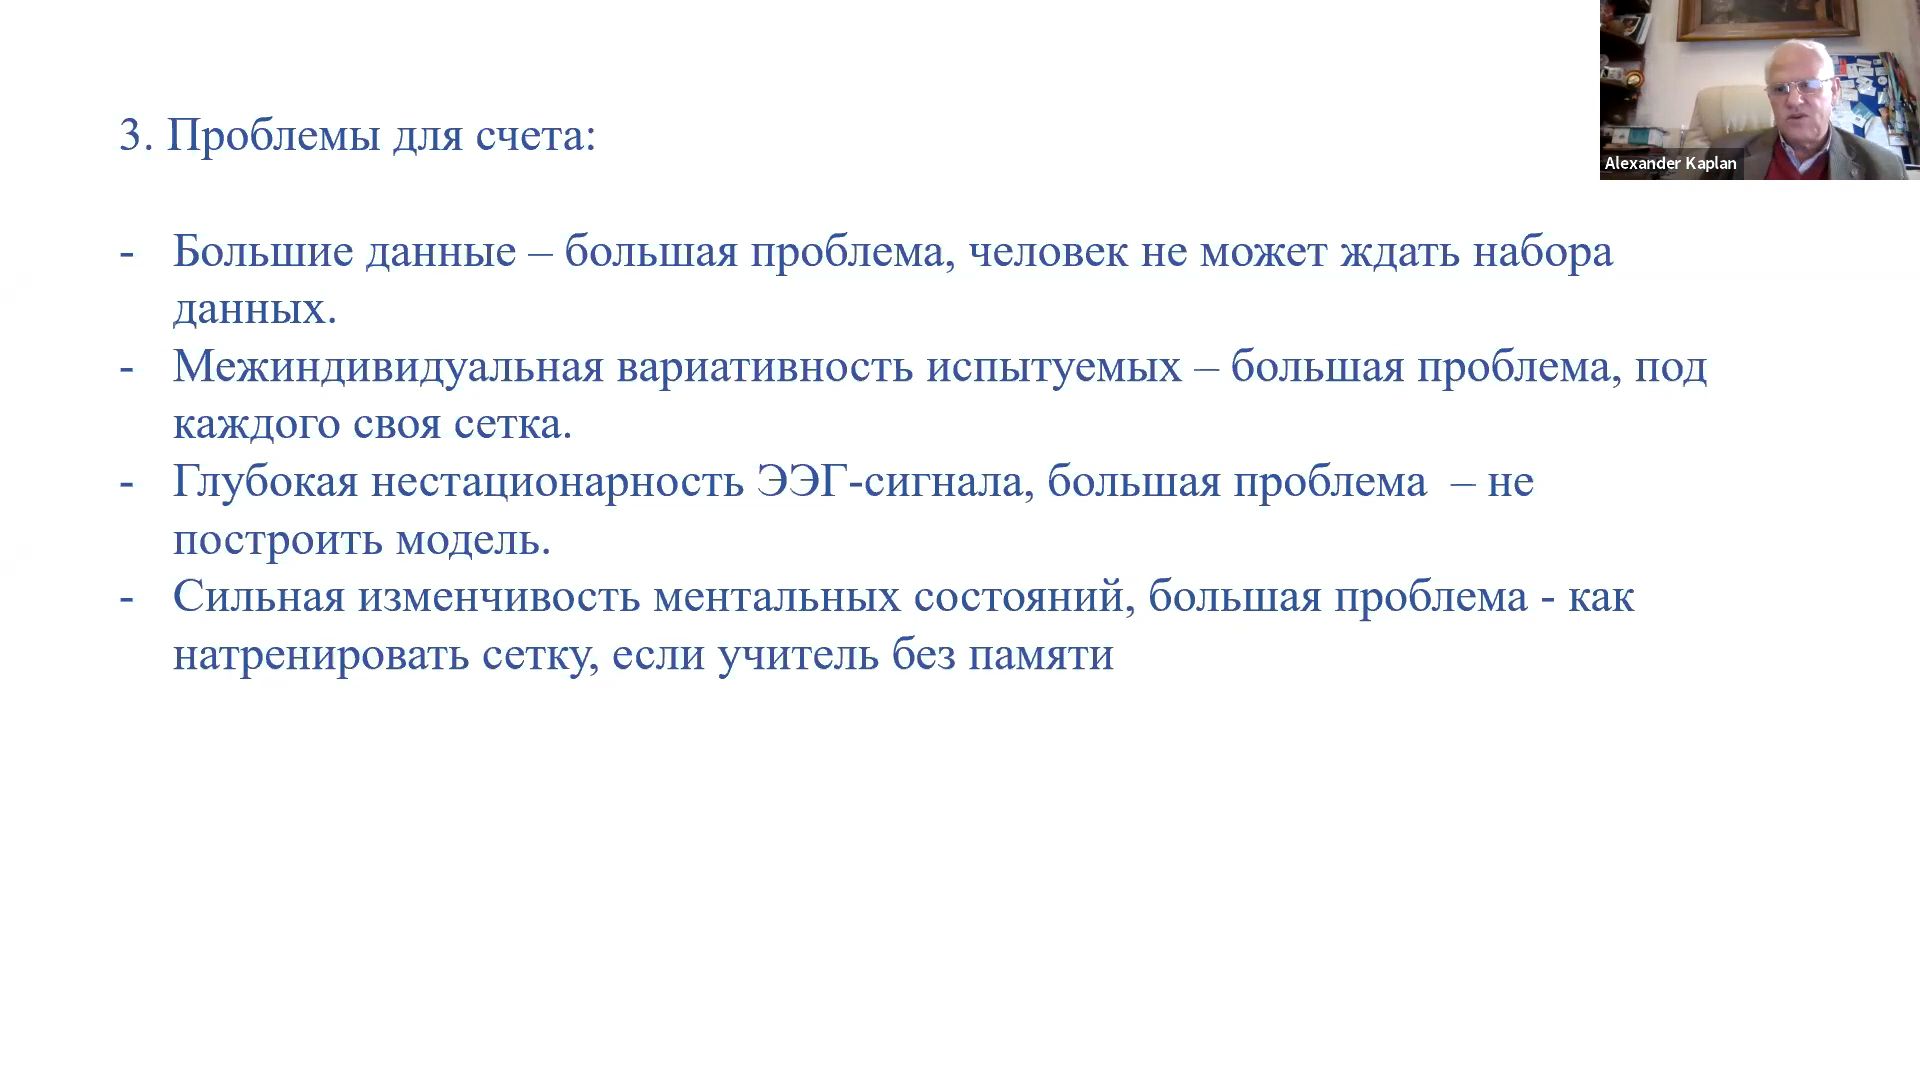 3. Проблемы для счета:
- Большие данные – большая проблема, человек не может ждать набора
данных.
- Межиндивидуальная вариативность испытуемых – большая проблема, под
каждого своя сетка.
- Глубокая нестационарность ЭЭГ-сигнала, большая проблема – не
построить модель.
- Сильная изменчивость ментальных состояний, большая проблема - как
натренировать сетку, если учитель без памяти
Alexander Kaplan